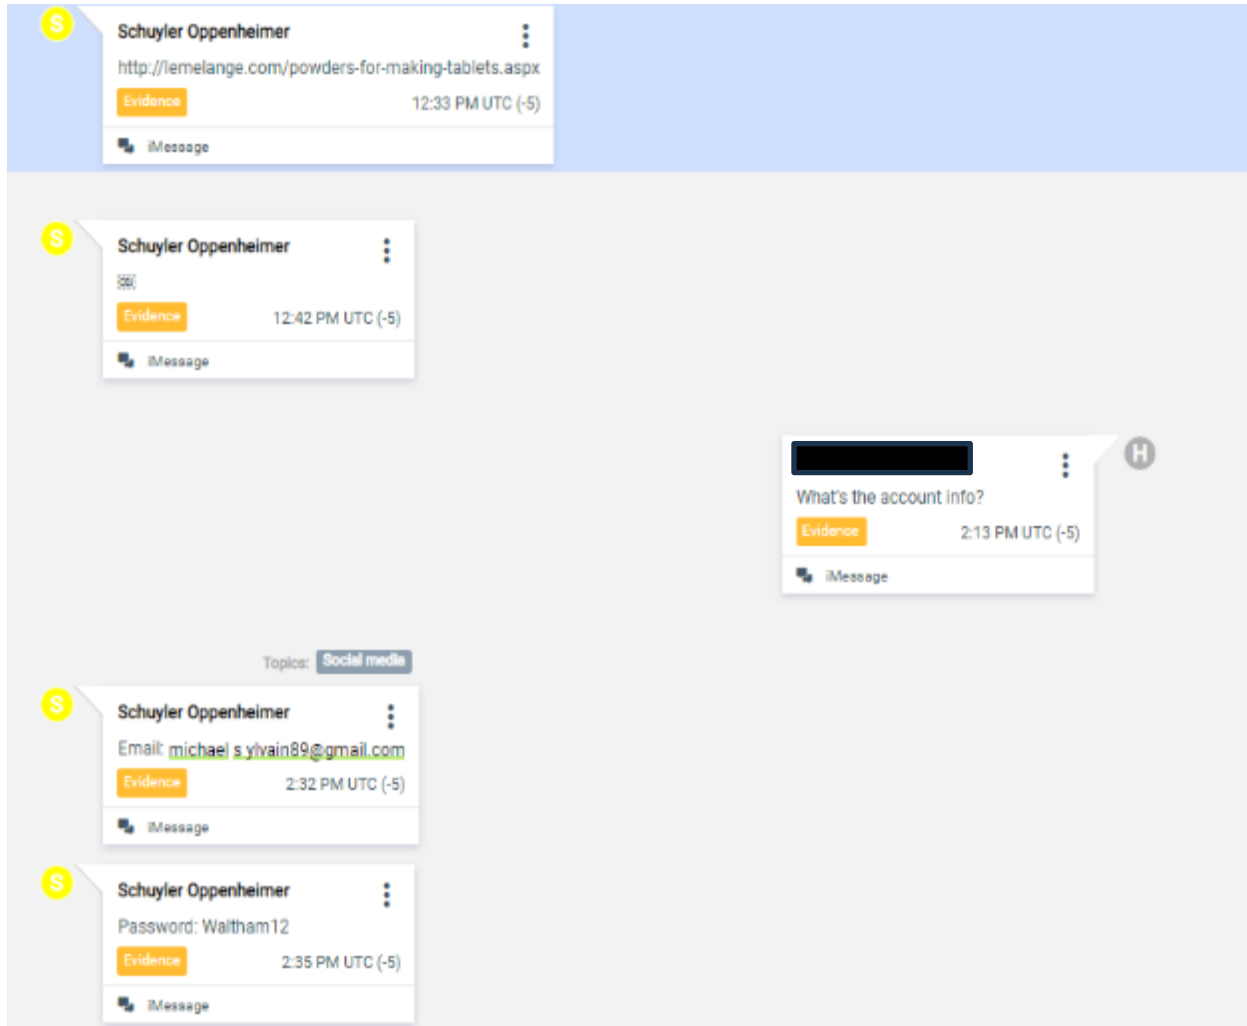 S
Schuyler Oppenheimer
http://lemelange.com/powders-for-making-tablets.aspx
Evidence 12:33 PM UTC (-5)
iMessage
S
Schuyler Oppenheimer
Evidence 12:42 PM UTC (-5)
iMessage
H
What's the account info?
Evidence 2:13 PM UTC (-5)
iMessage
Topics: Social media
S
Schuyler Oppenheimer
Email: michael s ylvain89@gmail.com
Evidence 2:32 PM UTC (-5)
iMessage
S
Schuyler Oppenheimer
Password: Waltham12
Evidence 2:35 PM UTC (-5)
iMessage